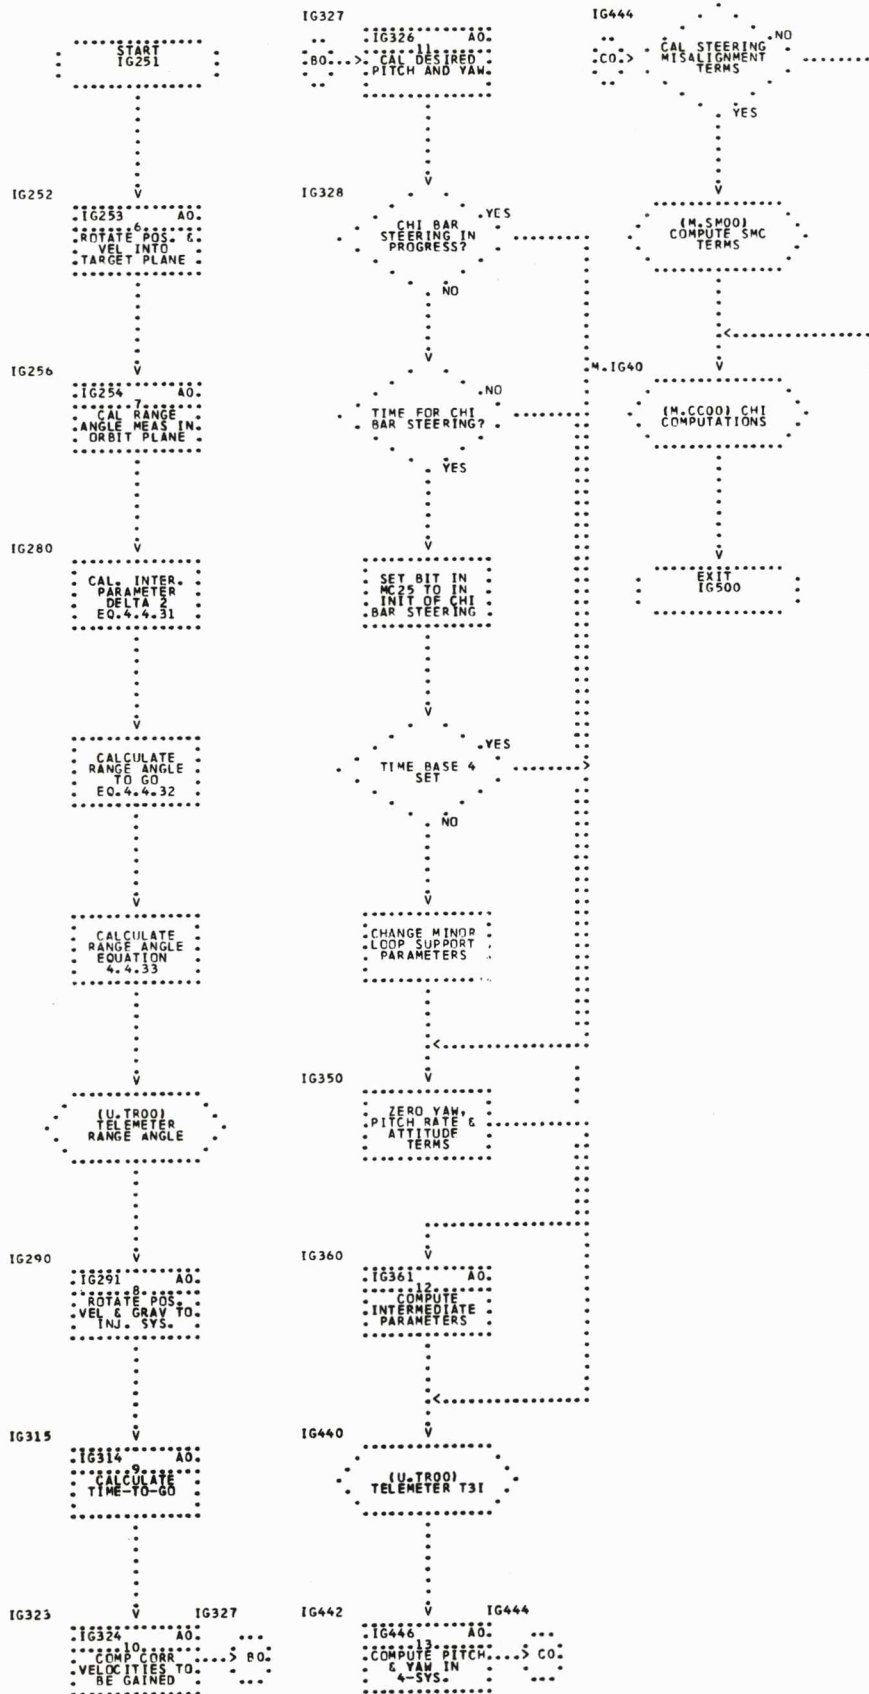 START
IG251
IG252
IG253 A0.
6
ROTATE POS. &
VEL INTO
TARGET PLANE
IG256
IG254 A0.
7
CAL RANGE
ANGLE MEAS IN
ORBIT PLANE
IG280
CAL. INTER.
PARAMETER
DELTA 2
EQ.4.4.31
CALCULATE
RANGE ANGLE
TO GO
EQ.4.4.32
CALCULATE
RANGE ANGLE
EQUATION
4.4.33
(U.TR00)
TELEMETER
RANGE ANGLE
IG290
IG291 A0.
8
ROTATE POS.
VEL & GRAV TO
INJ. SYS.
IG315
IG314 A0.
9
CALCULATE
TIME-TO-GO
IG323
IG324 A0.
10
COMP CORR
VELOCITIES TO
BE GAINED
IG327
B0.
IG327
B0
IG326 A0.
11
CAL DESIRED
PITCH AND YAW
IG328
CHI BAR
STEERING IN
PROGRESS?
YES
NO
M.IG40
TIME FOR CHI
BAR STEERING?
NO
YES
SET BIT IN
MC25 TO IN
INIT OF CHI
BAR STEERING
TIME BASE 4
SET
YES
NO
CHANGE MINOR
LOOP SUPPORT
PARAMETERS
IG350
ZERO YAW,
PITCH RATE &
ATTITUDE
TERMS
IG360
IG361 A0.
12
COMPUTE
INTERMEDIATE
PARAMETERS
IG440
(U.TR00)
TELEMETER T3I
IG442
IG446 A0.
13
COMPUTE PITCH
& YAW IN
4-SYS.
IG444
C0.
IG444
C0
CAL STEERING
MISALIGNMENT
TERMS
NO
YES
(M.SM00)
COMPUTE SMC
TERMS
(M.CC00) CHI
COMPUTATIONS
EXIT
IG500